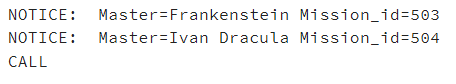 NOTICE:  Master=Frankenstein Mission_id=503
NOTICE:  Master=Ivan Dracula Mission_id=504
CALL